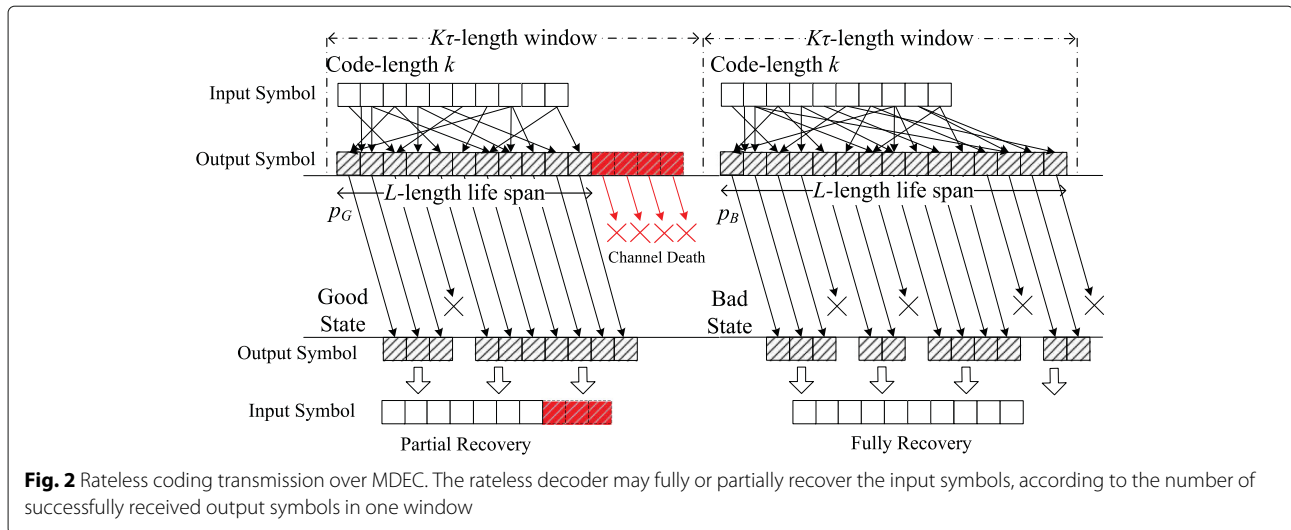 Kτ-length window
Kτ-length window
Code-length k
Code-length k
Input Symbol
Output Symbol
L-length life span
L-length life span
p_G
p_B
Channel Death
Good State
Bad State
Output Symbol
Input Symbol
Partial Recovery
Fully Recovery
Fig. 2 Rateless coding transmission over MDEC. The rateless decoder may fully or partially recover the input symbols, according to the number of
successfully received output symbols in one window